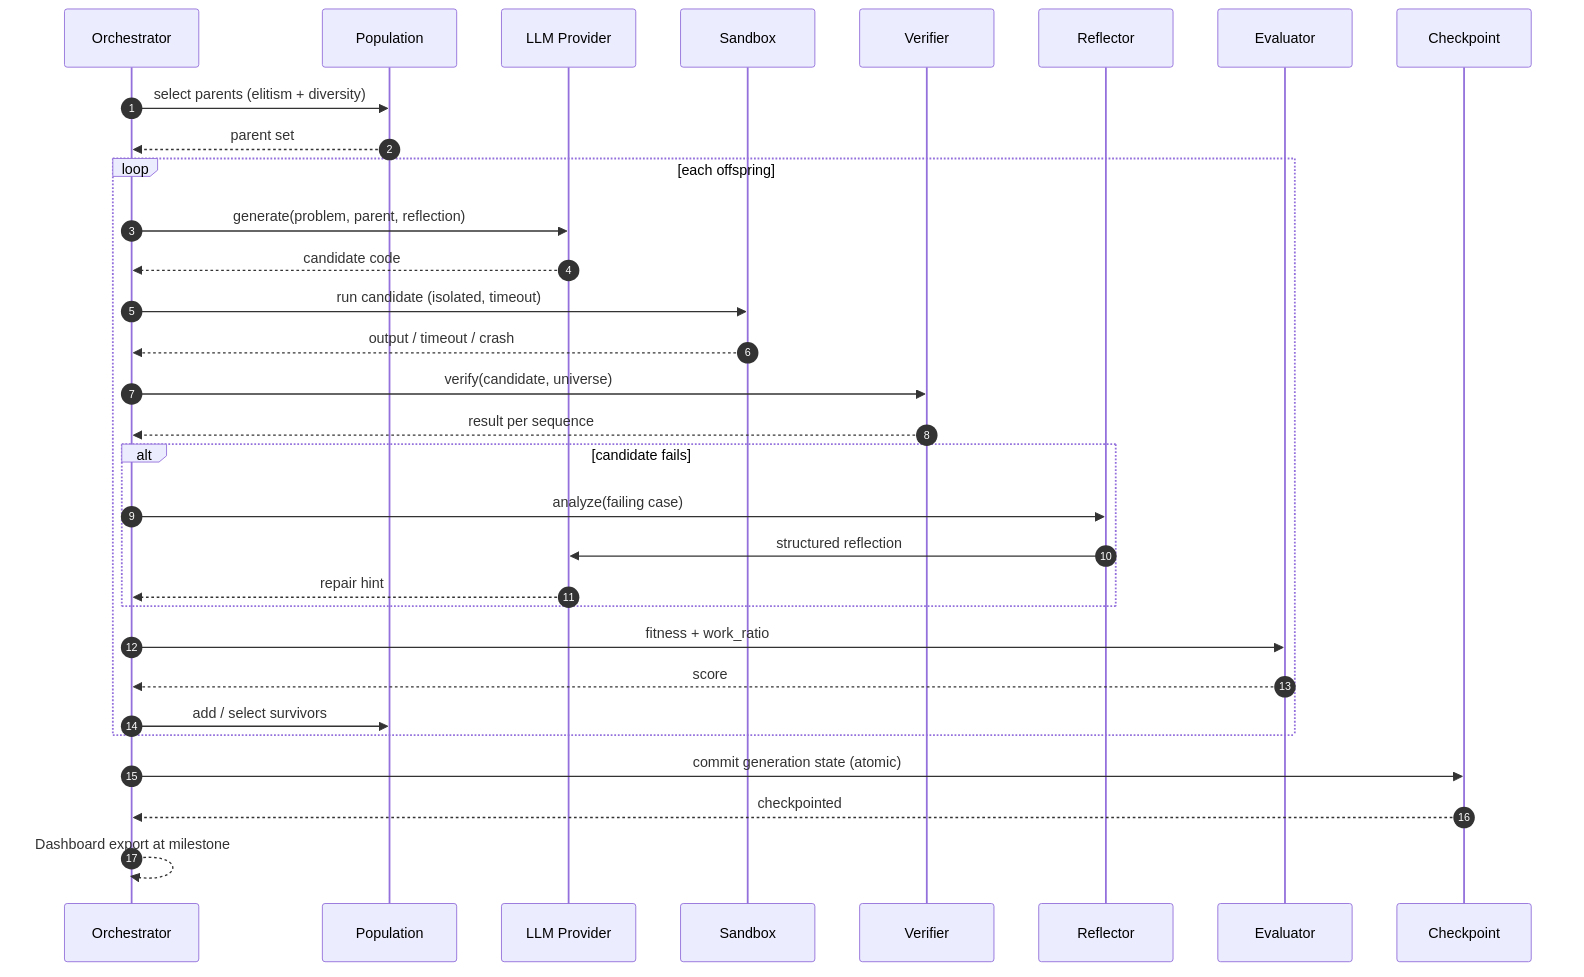 Orchestrator
Population
LLM Provider
Sandbox
Verifier
Reflector
Evaluator
Checkpoint
select parents (elitism + diversity)
1
parent set
2
loop
[each offspring]
generate(problem, parent, reflection)
3
candidate code
4
run candidate (isolated, timeout)
5
output / timeout / crash
6
verify(candidate, universe)
7
result per sequence
8
alt
[candidate fails]
analyze(failing case)
9
structured reflection
10
repair hint
11
fitness + work_ratio
12
score
13
add / select survivors
14
commit generation state (atomic)
15
checkpointed
16
Dashboard export at milestone
17
Orchestrator
Population
LLM Provider
Sandbox
Verifier
Reflector
Evaluator
Checkpoint